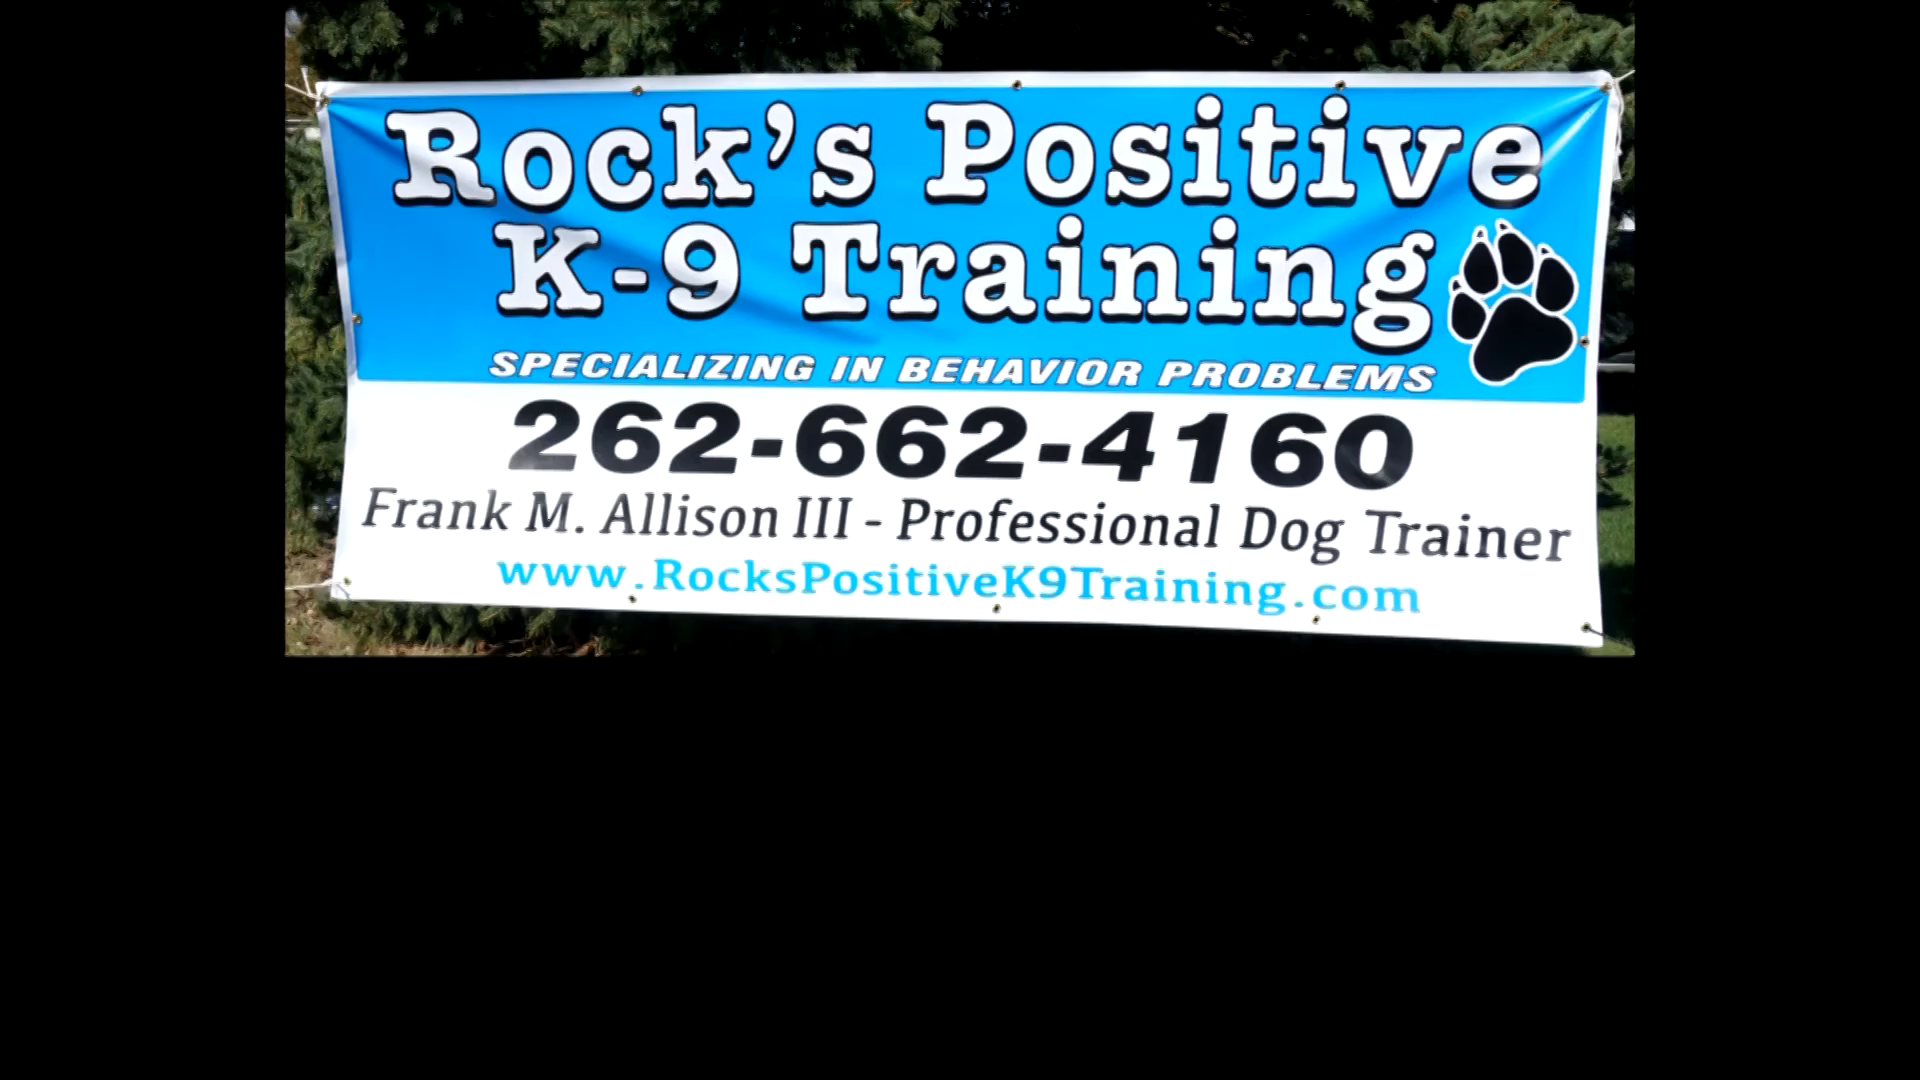 Rock's Positive
K-9 Training
SPECIALIZING IN BEHAVIOR PROBLEMS
262-662-4160
Frank M. Allison III - Professional Dog Trainer
www.RocksPositiveK9Training.com